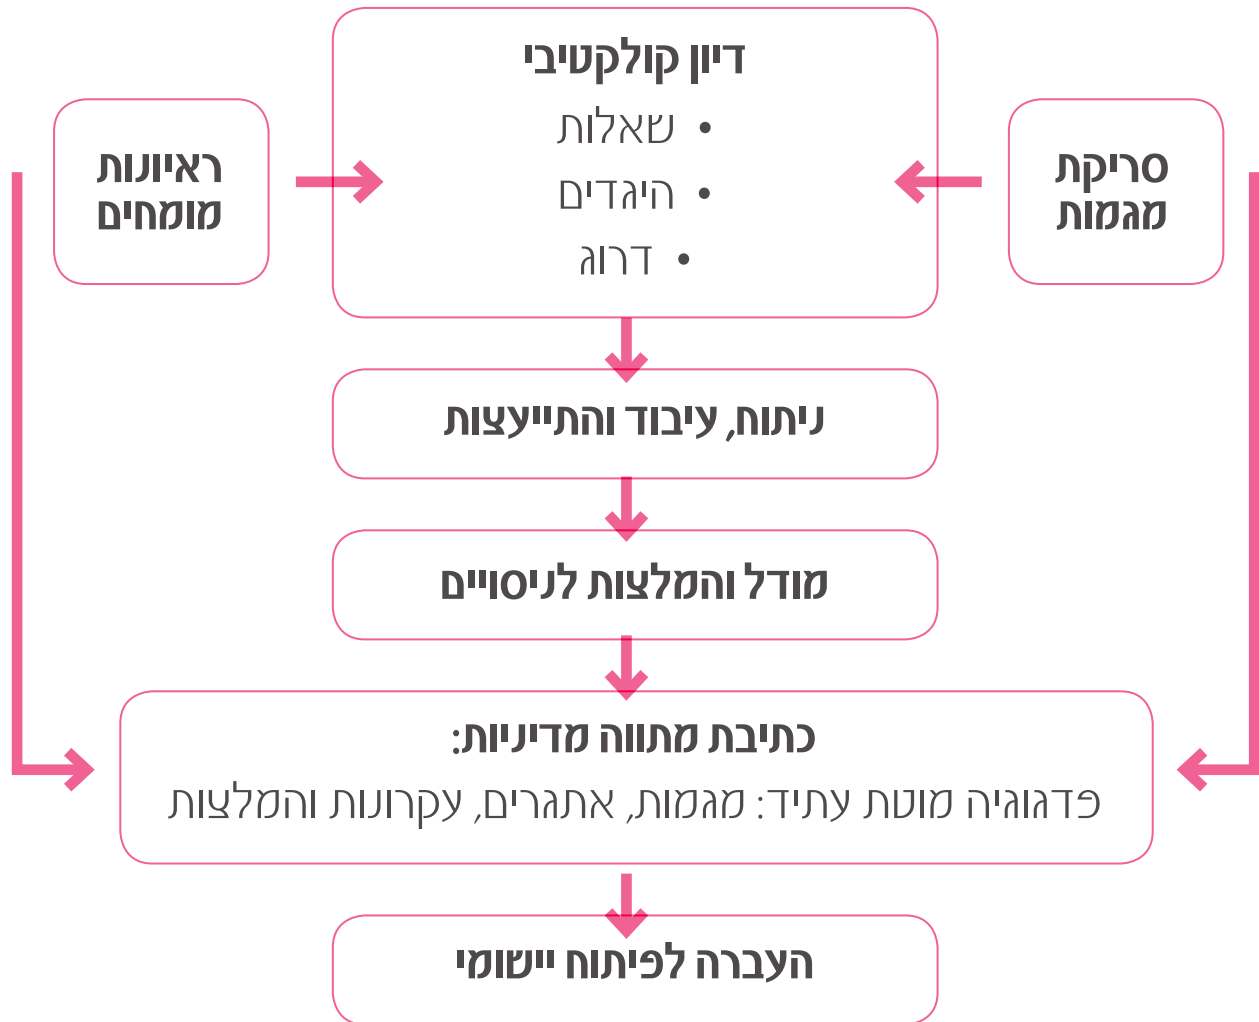 דיון קולקטיבי
• שאלות
• היגדים
• דרוג
סריקת
מגמות
ראיונות
מומחים
ניתוח, עיבוד והתייעצות
מודל והמלצות לניסויים
כתיבת מתווה מדיניות:
פדגוגיה מוטת עתיד: מגמות, אתגרים, עקרונות והמלצות
העברה לפיתוח יישומי